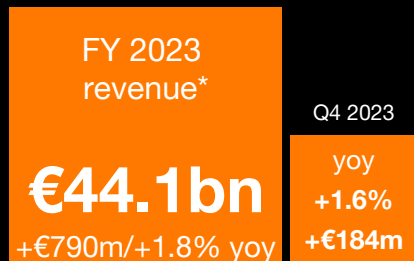 FY 2023
revenue*
€44.1bn
+€790m/+1.8% yoy
Q4 2023
yoy
+1.6%
+€184m